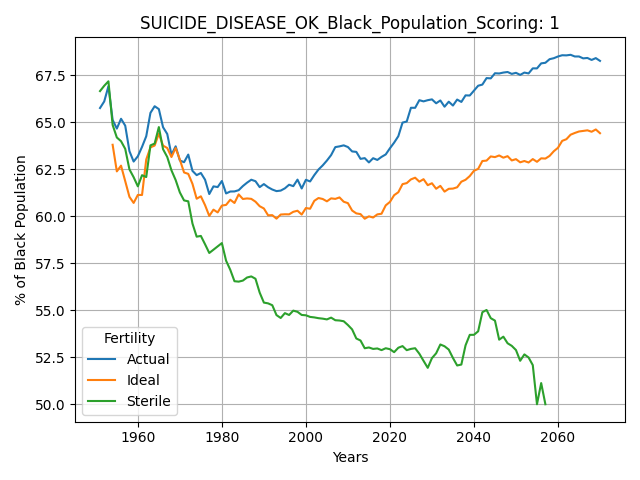 SUICIDE_DISEASE_OK_Black_Population_Scoring: 1
% of Black Population
67.5
65.0
62.5
60.0
57.5
55.0
52.5
50.0
Fertility
Actual
Ideal
Sterile
1960 1980 2000 2020 2040 2060
Years